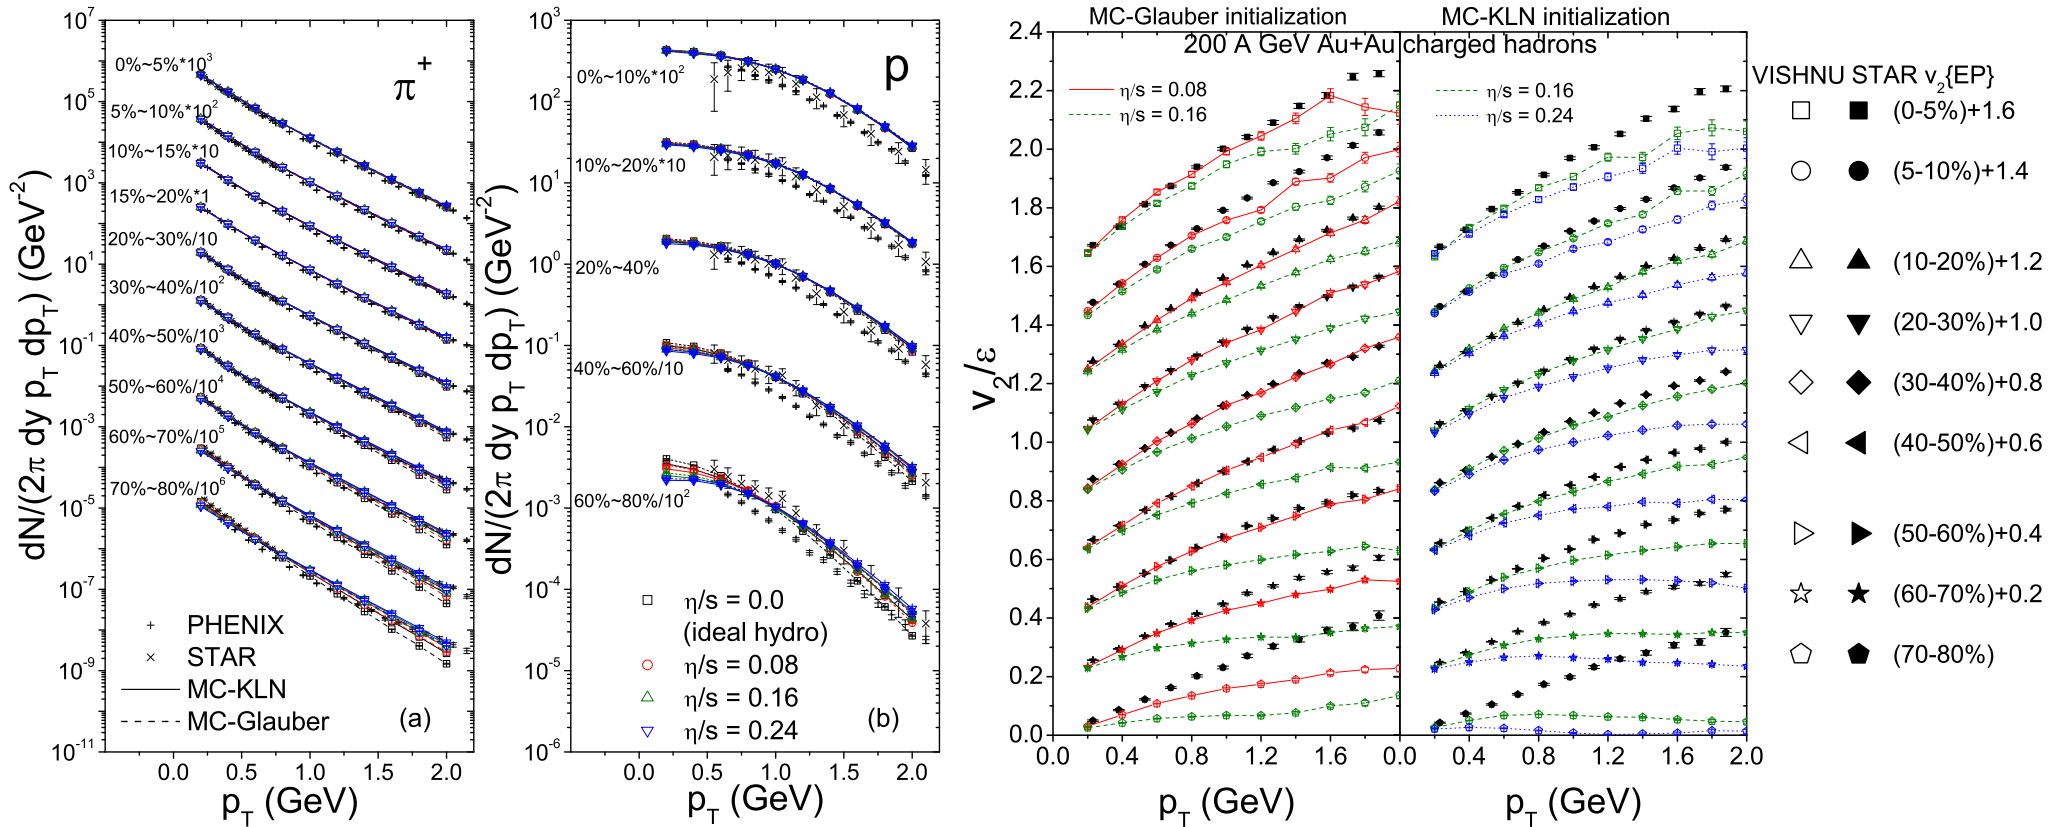 10^7
10^5
10^3
10^1
10^-1
10^-3
10^-5
10^-7
10^-9
10^-11
dN/(2π dy p_T dp_T) (GeV^-2)
π^+
0%~5%*10^3
5%~10%*10^2
10%~15%*10
15%~20%*1
20%~30%/10
30%~40%/10^2
40%~50%/10^3
50%~60%/10^4
60%~70%/10^5
70%~80%/10^6
PHENIX
STAR
MC-KLN
MC-Glauber
(a)
0.0 0.5 1.0 1.5 2.0
p_T (GeV)
10^3
10^2
10^1
10^0
10^-1
10^-2
10^-3
10^-4
10^-5
10^-6
dN/(2π dy p_T dp_T) (GeV^-2)
p
0%~10%*10^2
10%~20%*10
20%~40%
40%~60%/10
60%~80%/10^2
η/s = 0.0
(ideal hydro)
η/s = 0.08
η/s = 0.16
η/s = 0.24
(b)
0.0 0.5 1.0 1.5 2.0
p_T (GeV)
MC-Glauber initialization MC-KLN initialization
200 A GeV Au+Au charged hadrons
2.4
2.2
2.0
1.8
1.6
1.4
1.2
1.0
0.8
0.6
0.4
0.2
0.0
v_2/ε
η/s = 0.08
η/s = 0.16
η/s = 0.16
η/s = 0.24
0.0 0.4 0.8 1.2 1.6 0.0 0.4 0.8 1.2 1.6 2.0
p_T (GeV) p_T (GeV)
VISHNU STAR v_2{EP}
(0-5%)+1.6
(5-10%)+1.4
(10-20%)+1.2
(20-30%)+1.0
(30-40%)+0.8
(40-50%)+0.6
(50-60%)+0.4
(60-70%)+0.2
(70-80%)